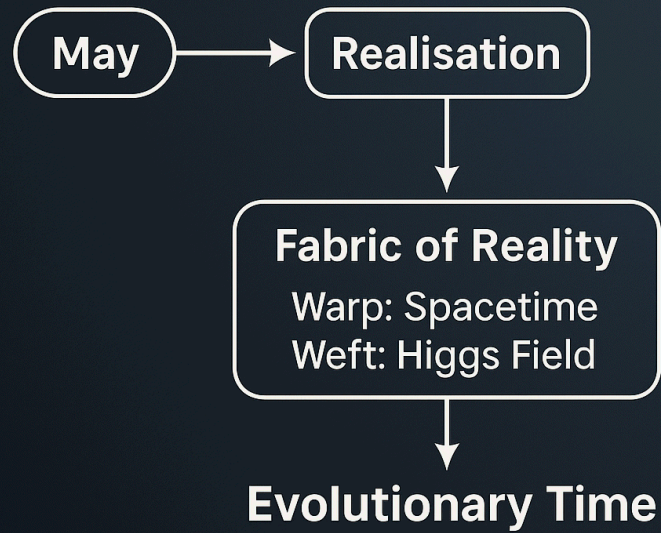 May
Realisation
Fabric of Reality
Warp: Spacetime
Weft: Higgs Field
Evolutionary Time